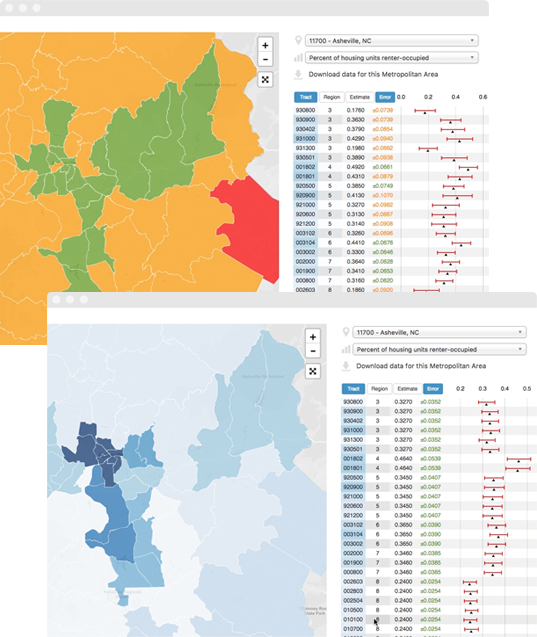 +
−
11700 - Asheville, NC
Percent of housing units renter-occupied
Download data for this Metropolitan Area
Tract Region Estimate Error 0.0 0.2 0.4 0.6
930800 3 0.1760 ±0.0739
930900 3 0.3630 ±0.0739
930402 3 0.3790 ±0.0854
931000 3 0.4290 ±0.0940
931300 3 0.1980 ±0.0662
930501 3 0.3890 ±0.0938
001802 4 0.4920 ±0.0661
001801 4 0.4310 ±0.0879
920500 5 0.3850 ±0.0749
920900 5 0.4130 ±0.1070
921000 5 0.3270 ±0.0982
920600 5 0.3130
921200 5 0.3140 ±0.0908
003102 6 0.3260 ±0.0696
003104 6 0.4410 ±0.0676
003002 6 0.3300 ±0.0646
002000 7 0.3640 ±0.0628
001900 7 0.3410 ±0.0653
000800 7 0.3160 ±0.0620
002603 8 0.1860 ±0.0920
+
−
11700 - Asheville, NC
Percent of housing units renter-occupied
Download data for this Metropolitan Area
Tract Region Estimate Error 0.2 0.3 0.4 0.5
930800 3 0.3270 ±0.0352
930900 3 0.3270 ±0.0352
930402 3 0.3270 ±0.0352
931000 3 0.3270 ±0.0352
931300 3 0.3270 ±0.0352
930501 3 0.3270 ±0.0352
001802 4 0.4640 ±0.0539
001801 4 0.4640 ±0.0539
920500 5 0.3450 ±0.0407
920900 5 0.3450 ±0.0407
921000 5 0.3450 ±0.0407
920600 5 0.3450 ±0.0407
921200 5 0.3450 ±0.0407
003102 6 0.3650 ±0.0390
003104 6 0.3650 ±0.0390
003002 6 0.3650 ±0.0390
002000 7 0.3460 ±0.0385
001900 7 0.3460 ±0.0385
000800 7 0.3460 ±0.0385
002603 8 0.2400 ±0.0254
002803 8 0.2400 ±0.0254
002504 8 0.2400 ±0.0254
010500 8 0.2400 ±0.0254
010100 0.2400 ±0.0254
010700 8 0.2400 ±0.0254